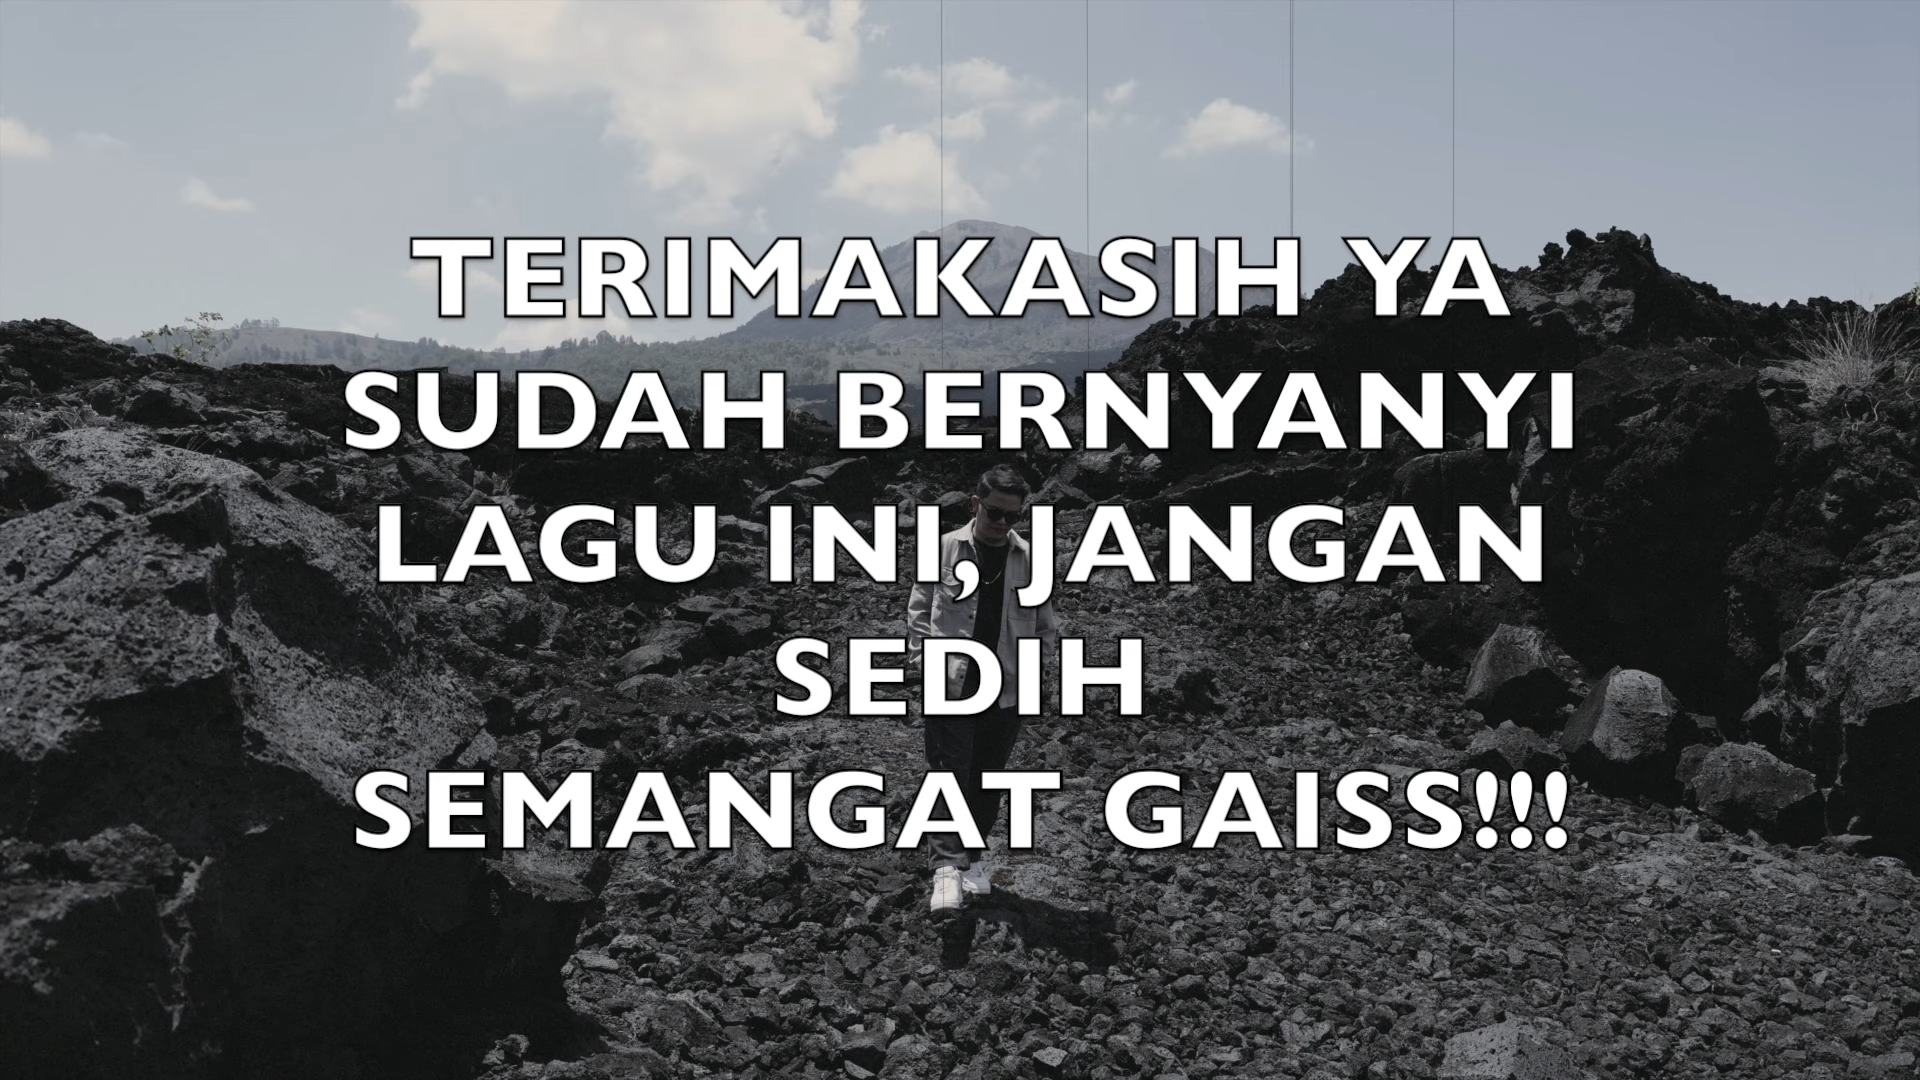 TERIMAKASIH YA
SUDAH BERNYANYI
LAGU INI, JANGAN
SEDIH
SEMANGAT GAISS!!!